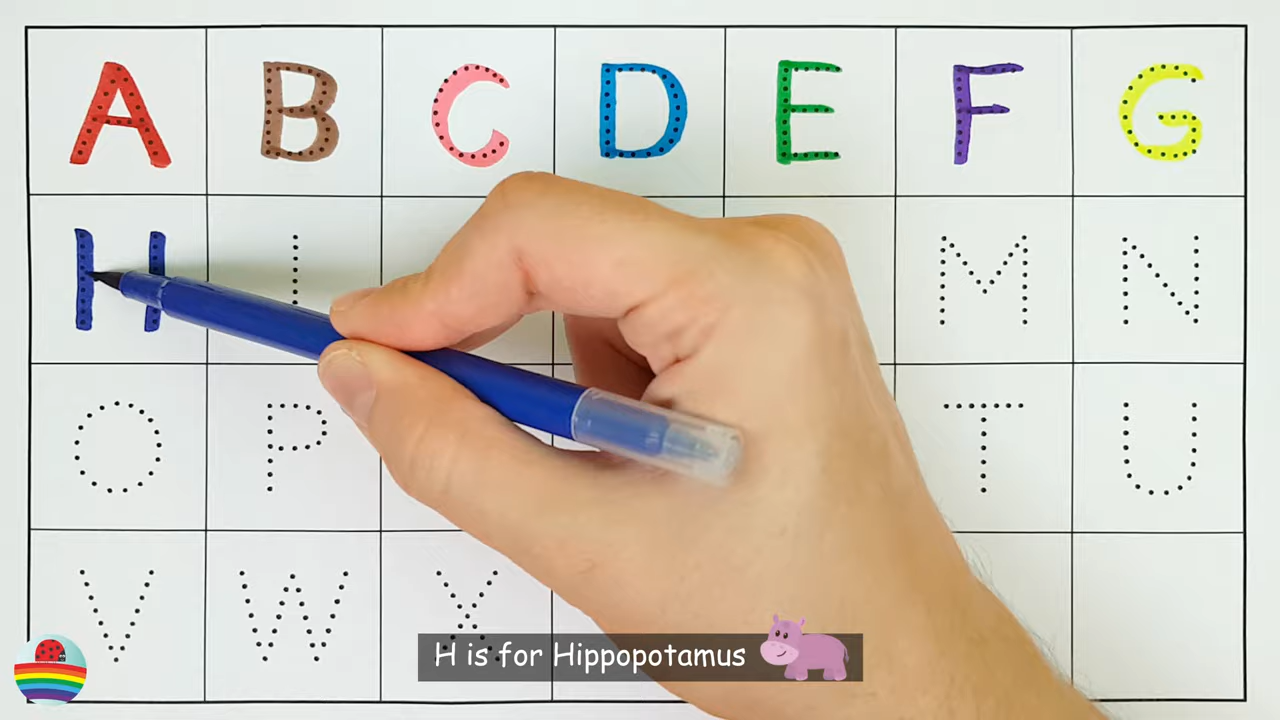 A B C D E F G
H I M N
O P T U
V W X
H is for Hippopotamus